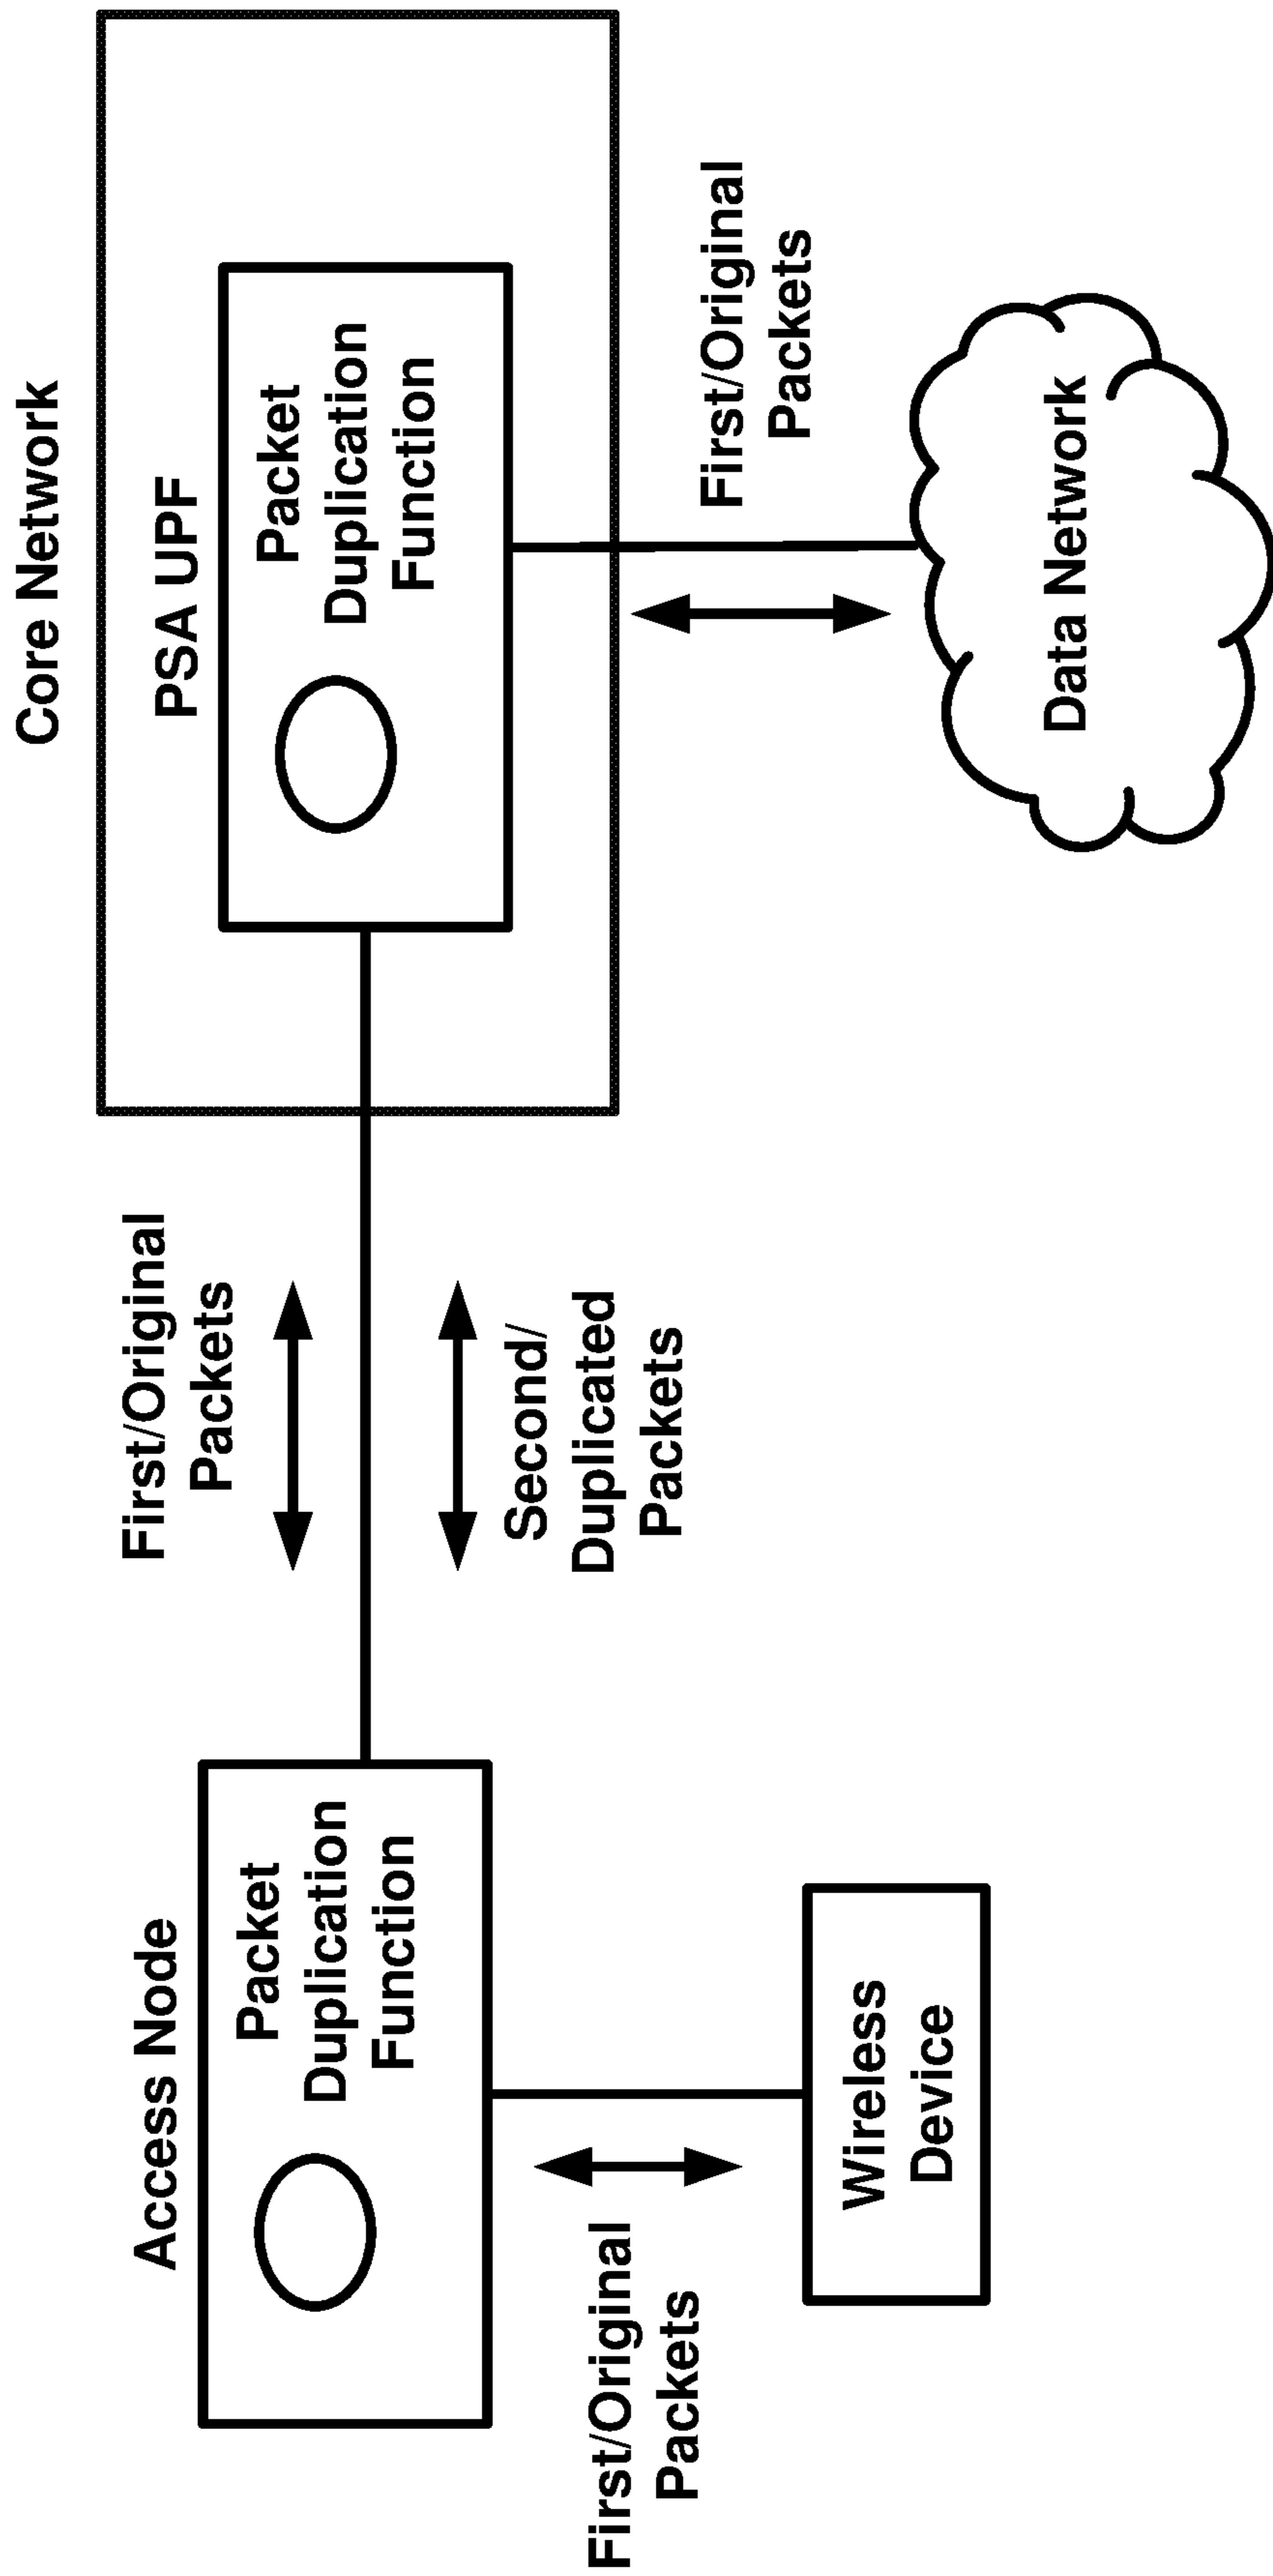 Core Network
Access Node
PSA UPF
First/Original
Packets
Packet
Duplication
Function
Packet
Duplication
Function
Second/
Duplicated
Packets
First/Original
Packets
First/Original
Packets
Wireless
Device
Data Network